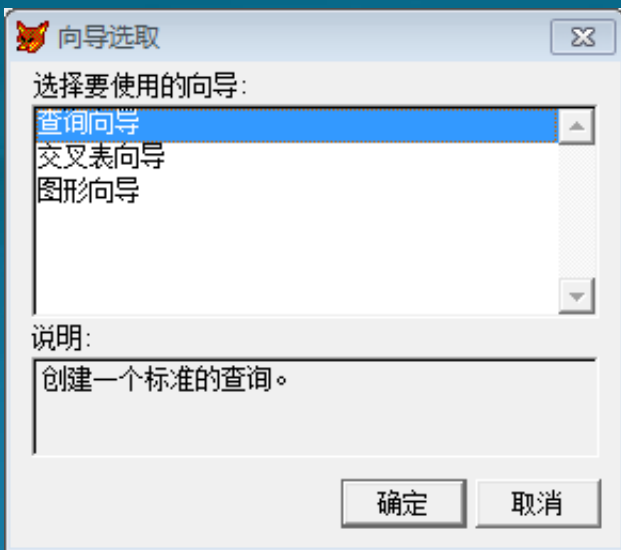 向导选取
选择要使用的向导:
查询向导
交叉表向导
图形向导
说明:
创建一个标准的查询。
确定
取消